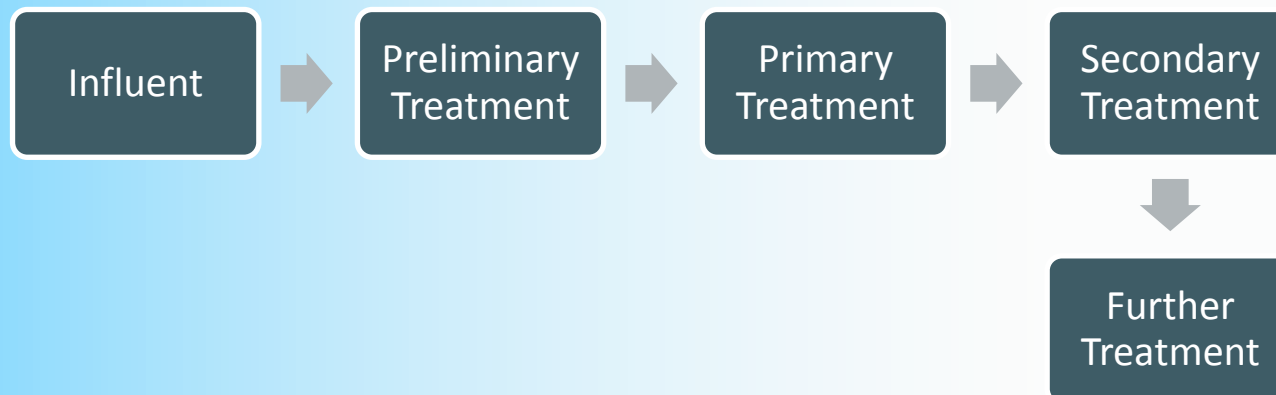 Influent
Preliminary
Treatment
Primary
Treatment
Secondary
Treatment
Further
Treatment